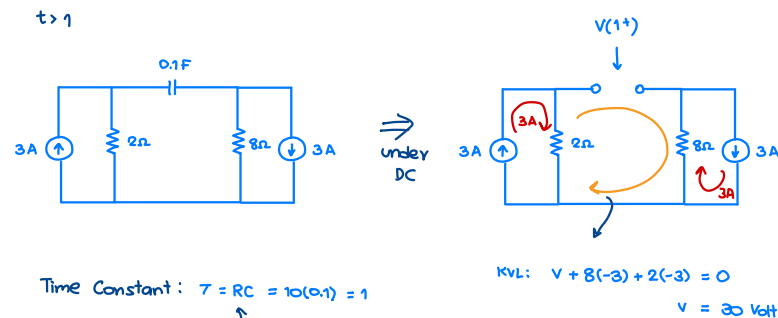 t > 1
V(1+)
0.1F
3A
2Ω
8Ω
3A
⇒
under
DC
3A
3A
2Ω
8Ω
3A
3A
KVL: V + 8(-3) + 2(-3) = 0
Time Constant: τ = RC = 10(0.1) = 1
V = 30 Volt